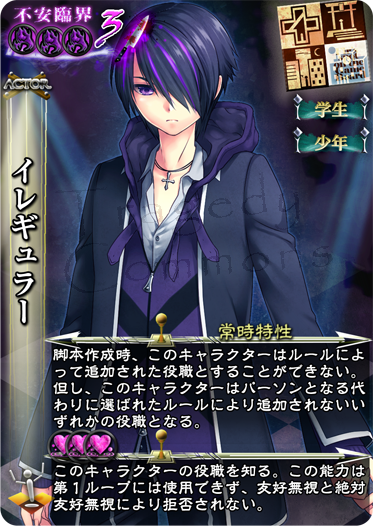 不安臨界
3
ACTOR
学生
少年
イレギュラー
Tragedy
Commons
常時特性
脚本作成時、このキャラクターはルールによ
って追加された役職とすることができない。
但し、このキャラクターはパーソンとなる代
わりに選ばれたルールにより追加されないい
ずれかの役職となる。
このキャラクターの役職を知る。この能力は
第1ループには使用できず、友好無視と絶対
友好無視により拒否されない。